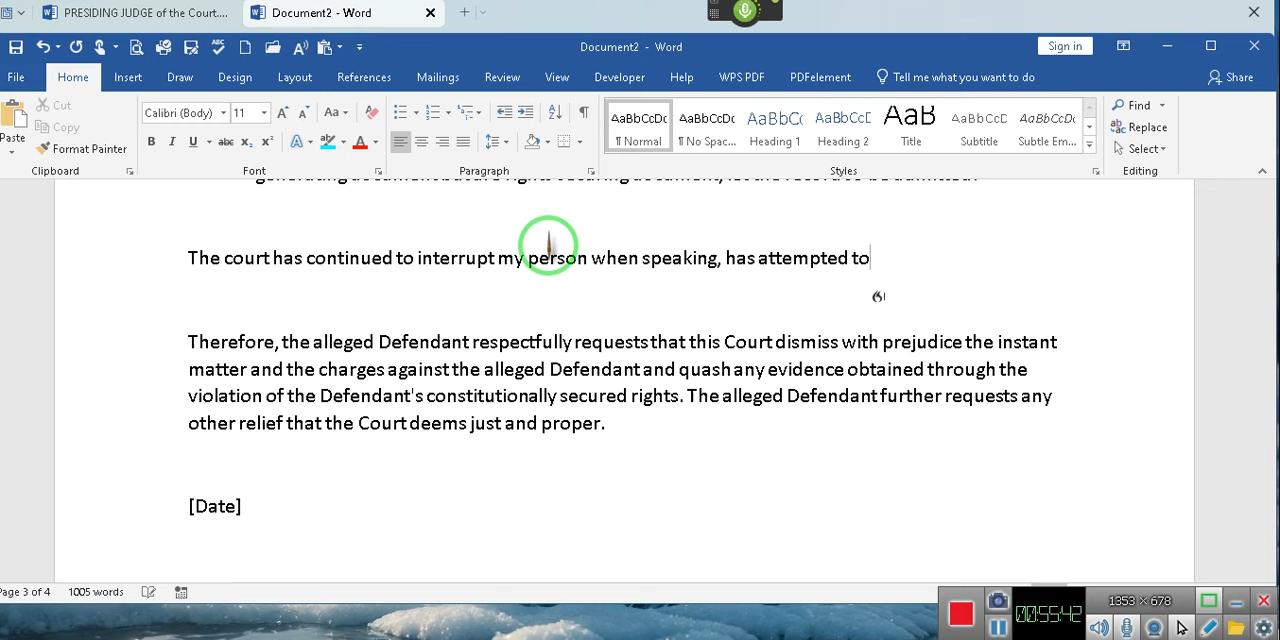 PRESIDING JUDGE of the Court....
Document2 - Word
Document2 - Word
Sign in
File Home Insert Draw Design Layout References Mailings Review View Developer Help WPS PDF PDFelement Tell me what you want to do Share
Paste
Cut
Copy
Format Painter
Calibri (Body) 11
AaBbCcDc AaBbCcDc AaBbCc AaBbCcD AaB AaBbCcD AaBbCcDc
¶ Normal ¶ No Spac... Heading 1 Heading 2 Title Subtitle Subtle Em...
Find
Replace
Select
Clipboard Font Paragraph Styles Editing
The court has continued to interrupt my person when speaking, has attempted to
Therefore, the alleged Defendant respectfully requests that this Court dismiss with prejudice the instant
matter and the charges against the alleged Defendant and quash any evidence obtained through the
violation of the Defendant's constitutionally secured rights. The alleged Defendant further requests any
other relief that the Court deems just and proper.
[Date]
Page 3 of 4 1005 words
00:55:42
1353 × 678